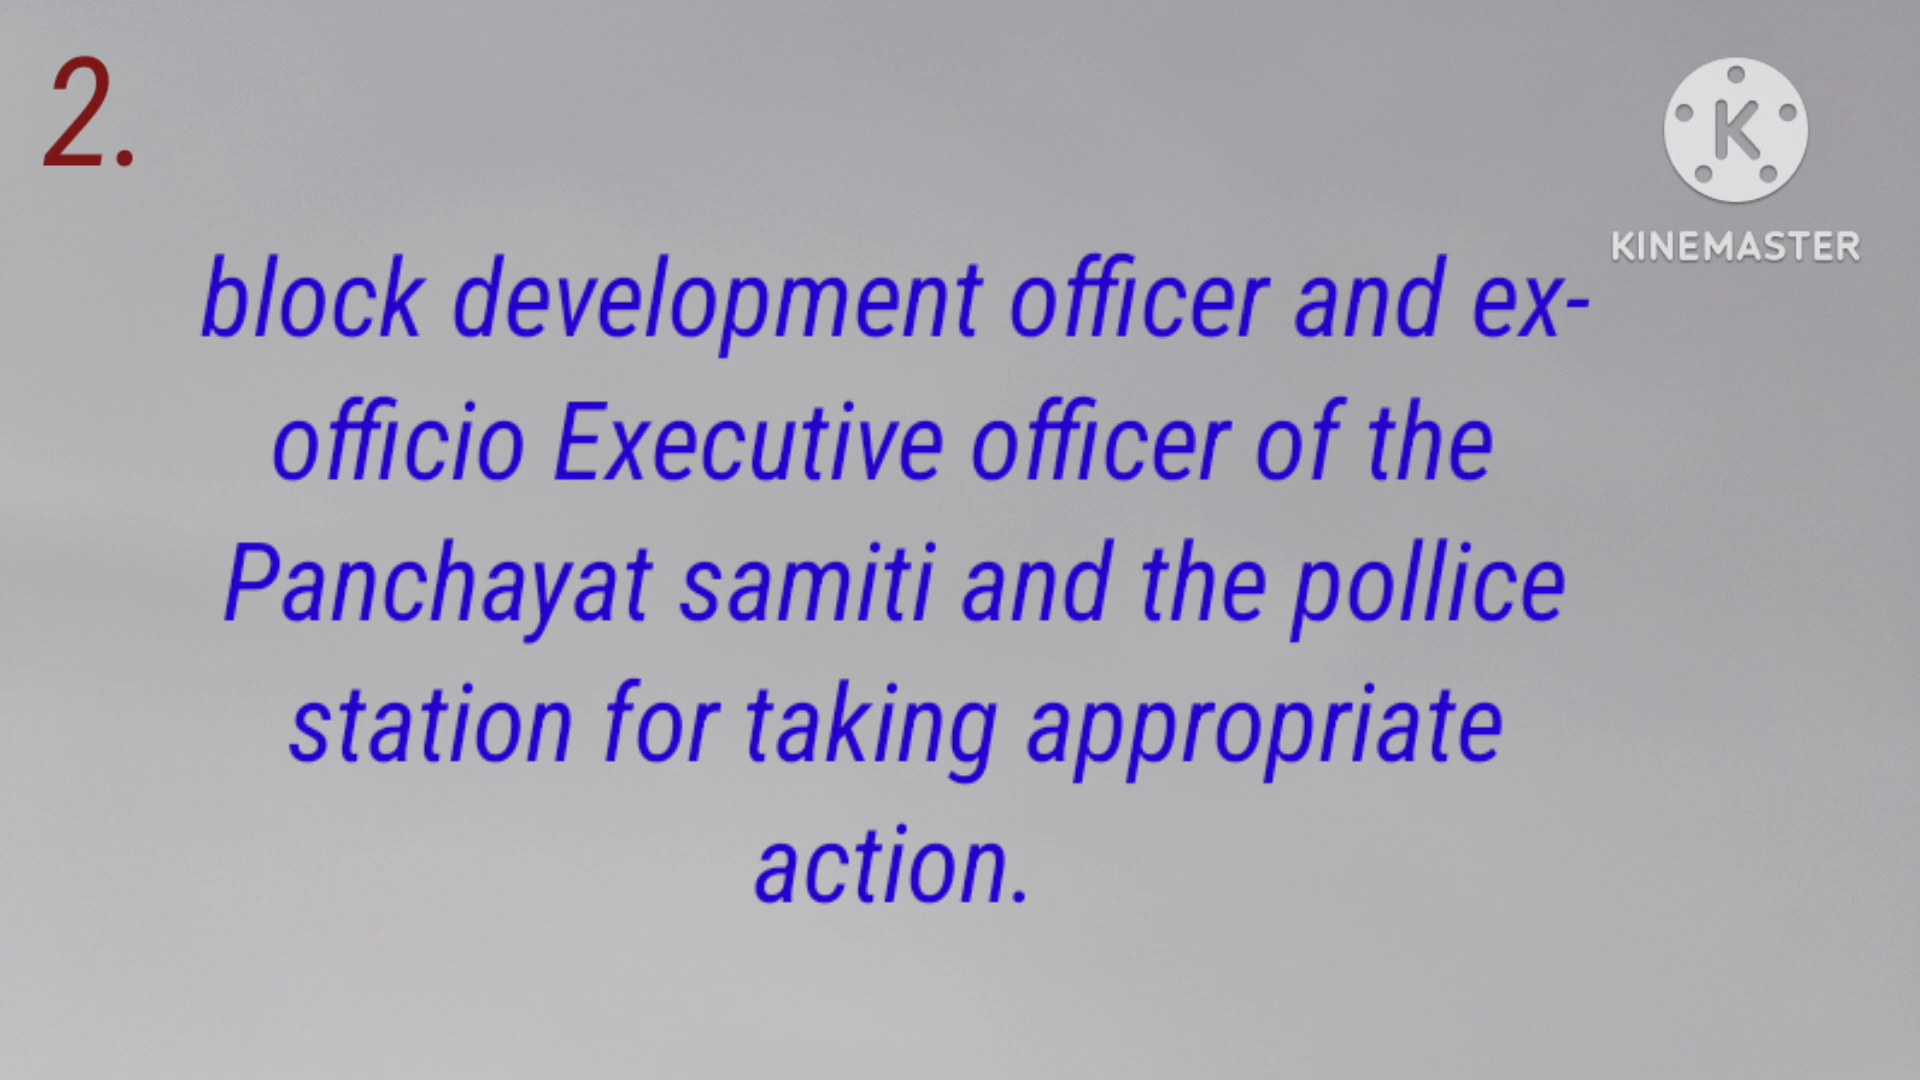 2.
KINEMASTER
block development officer and ex-
officio Executive officer of the
Panchayat samiti and the pollice
station for taking appropriate
action.